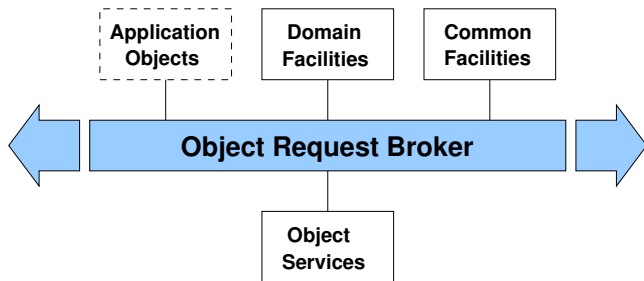 Application
Objects
Domain
Facilities
Common
Facilities
Object Request Broker
Object
Services